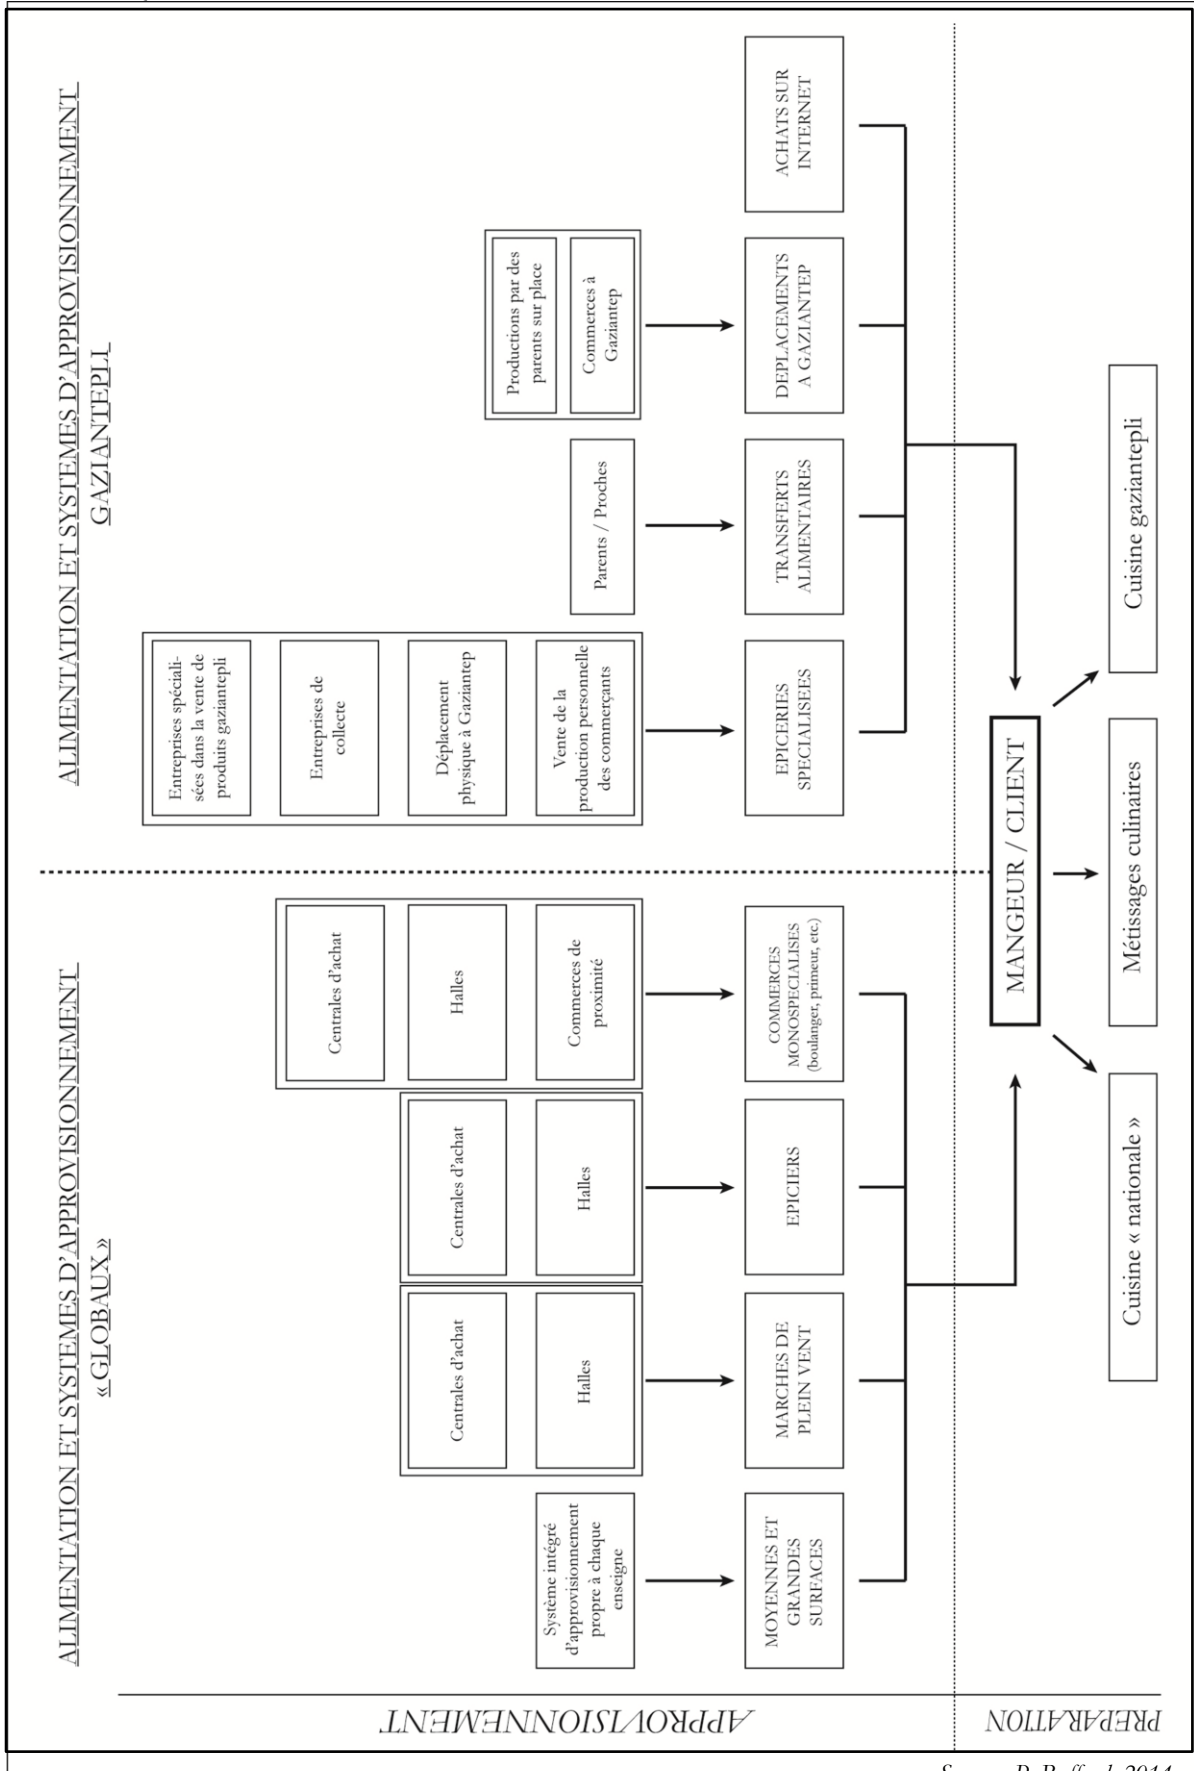 ALIMENTATION ET SYSTEMES D'APPROVISIONNEMENT
« GLOBAUX »
ALIMENTATION ET SYSTEMES D'APPROVISIONNEMENT
GAZIANTEPLI
APPROVISIONNEMENT
Système intégré
d'approvisionnement
propre à chaque
enseigne
Centrales d'achat
Halles
Centrales d'achat
Halles
Centrales d'achat
Halles
Commerces de
proximité
Entreprises spéciali-
sées dans la vente de
produits gaziantepli
Entreprises de
collecte
Déplacement
physique à Gaziantep
Vente de la
production personnelle
des commerçants
Parents / Proches
Productions par des
parents sur place
Commerces à
Gaziantep
MOYENNES ET
GRANDES
SURFACES
MARCHES DE
PLEIN VENT
EPICIERS
COMMERCES
MONOSPECIALISES
(boulanger, primeur, etc.)
EPICERIES
SPECIALISEES
TRANSFERTS
ALIMENTAIRES
DEPLACEMENTS
A GAZIANTEP
ACHATS SUR
INTERNET
PREPARATION
MANGEUR / CLIENT
Cuisine « nationale »
Métissages culinaires
Cuisine gaziantepli